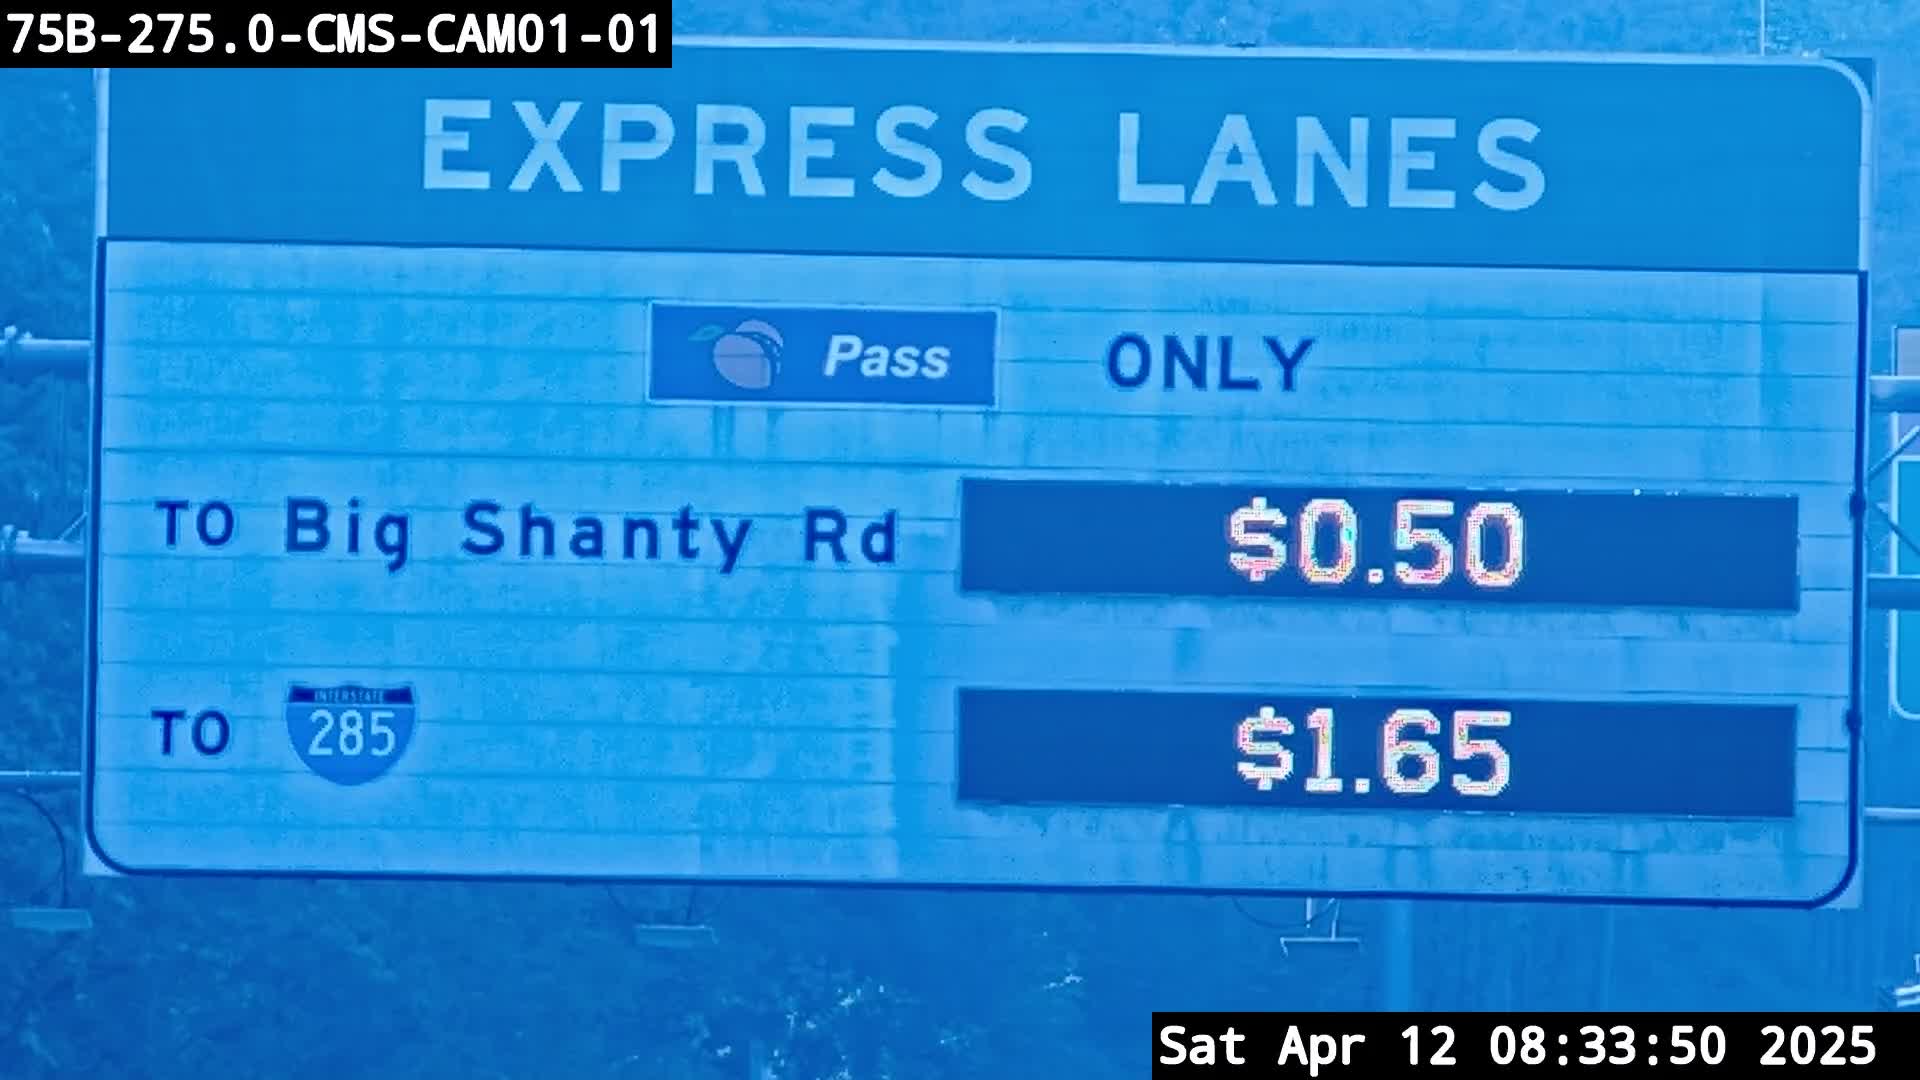 75B-275.0-CMS-CAM01-01
EXPRESS LANES
Pass ONLY
TO Big Shanty Rd $0.50
TO INTERSTATE 285 $1.65
Sat Apr 12 08:33:50 2025